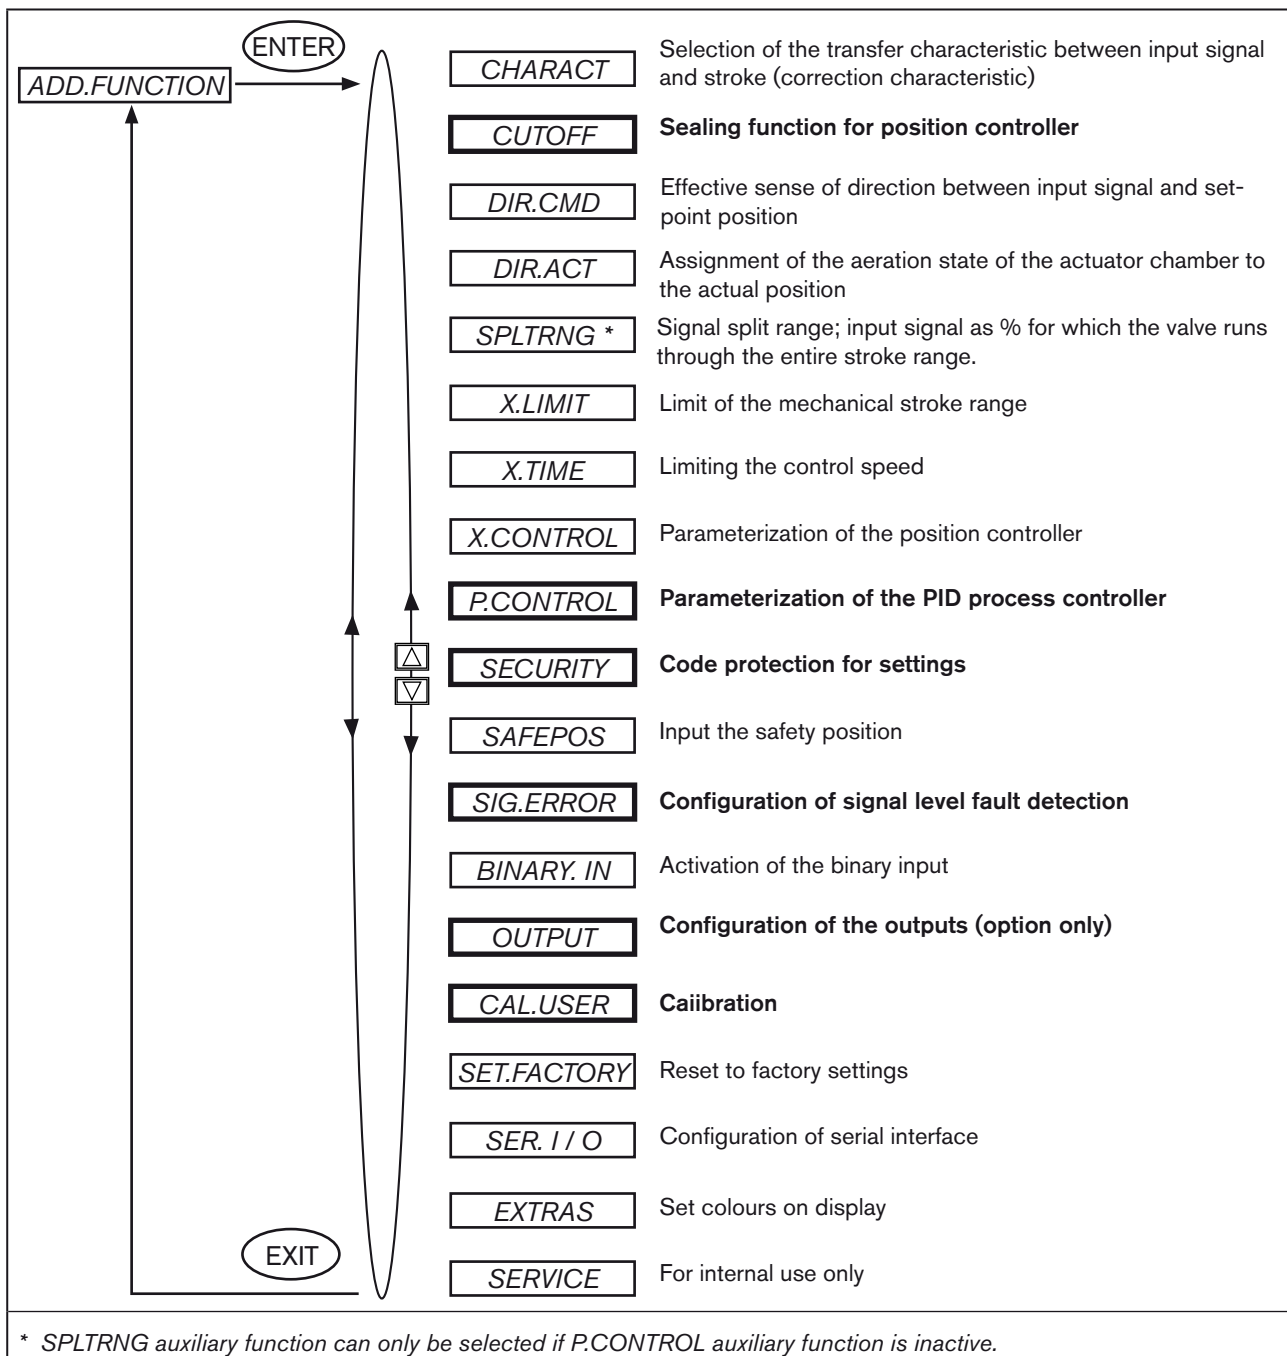 ENTER
ADD.FUNCTION
CHARACT
Selection of the transfer characteristic between input signal
and stroke (correction characteristic)
CUTOFF
Sealing function for position controller
DIR.CMD
Effective sense of direction between input signal and set-
point position
DIR.ACT
Assignment of the aeration state of the actuator chamber to
the actual position
SPLTRNG *
Signal split range; input signal as % for which the valve runs
through the entire stroke range.
X.LIMIT
Limit of the mechanical stroke range
X.TIME
Limiting the control speed
X.CONTROL
Parameterization of the position controller
P.CONTROL
Parameterization of the PID process controller
SECURITY
Code protection for settings
SAFEPOS
Input the safety position
SIG.ERROR
Configuration of signal level fault detection
BINARY. IN
Activation of the binary input
OUTPUT
Configuration of the outputs (option only)
CAL.USER
Caiibration
SET.FACTORY
Reset to factory settings
SER. I / O
Configuration of serial interface
EXTRAS
Set colours on display
EXIT
SERVICE
For internal use only
* SPLTRNG auxiliary function can only be selected if P.CONTROL auxiliary function is inactive.